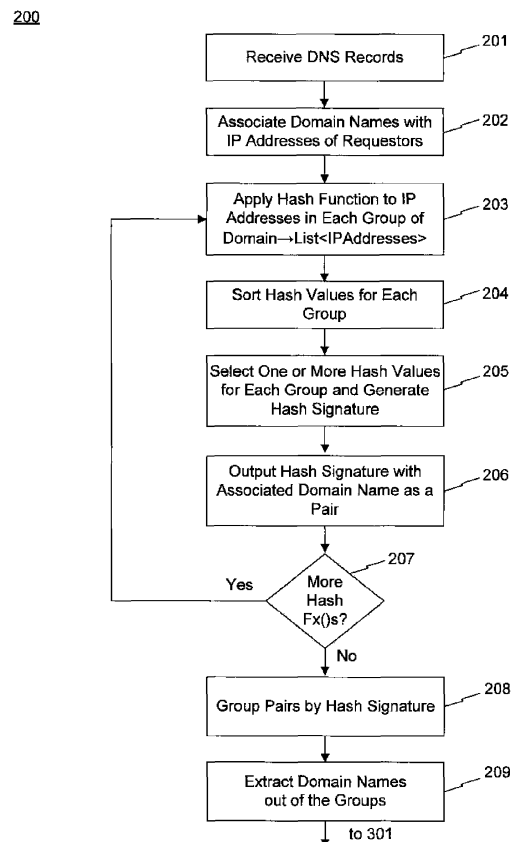 200
Receive DNS Records
201
Associate Domain Names with
IP Addresses of Requestors
202
Apply Hash Function to IP
Addresses in Each Group of
Domain→List<IPAddresses>
203
Sort Hash Values for Each
Group
204
Select One or More Hash Values
for Each Group and Generate
Hash Signature
205
Output Hash Signature with
Associated Domain Name as a
Pair
206
207
Yes
More
Hash
Fx()s?
No
Group Pairs by Hash Signature
208
Extract Domain Names
out of the Groups
209
to 301